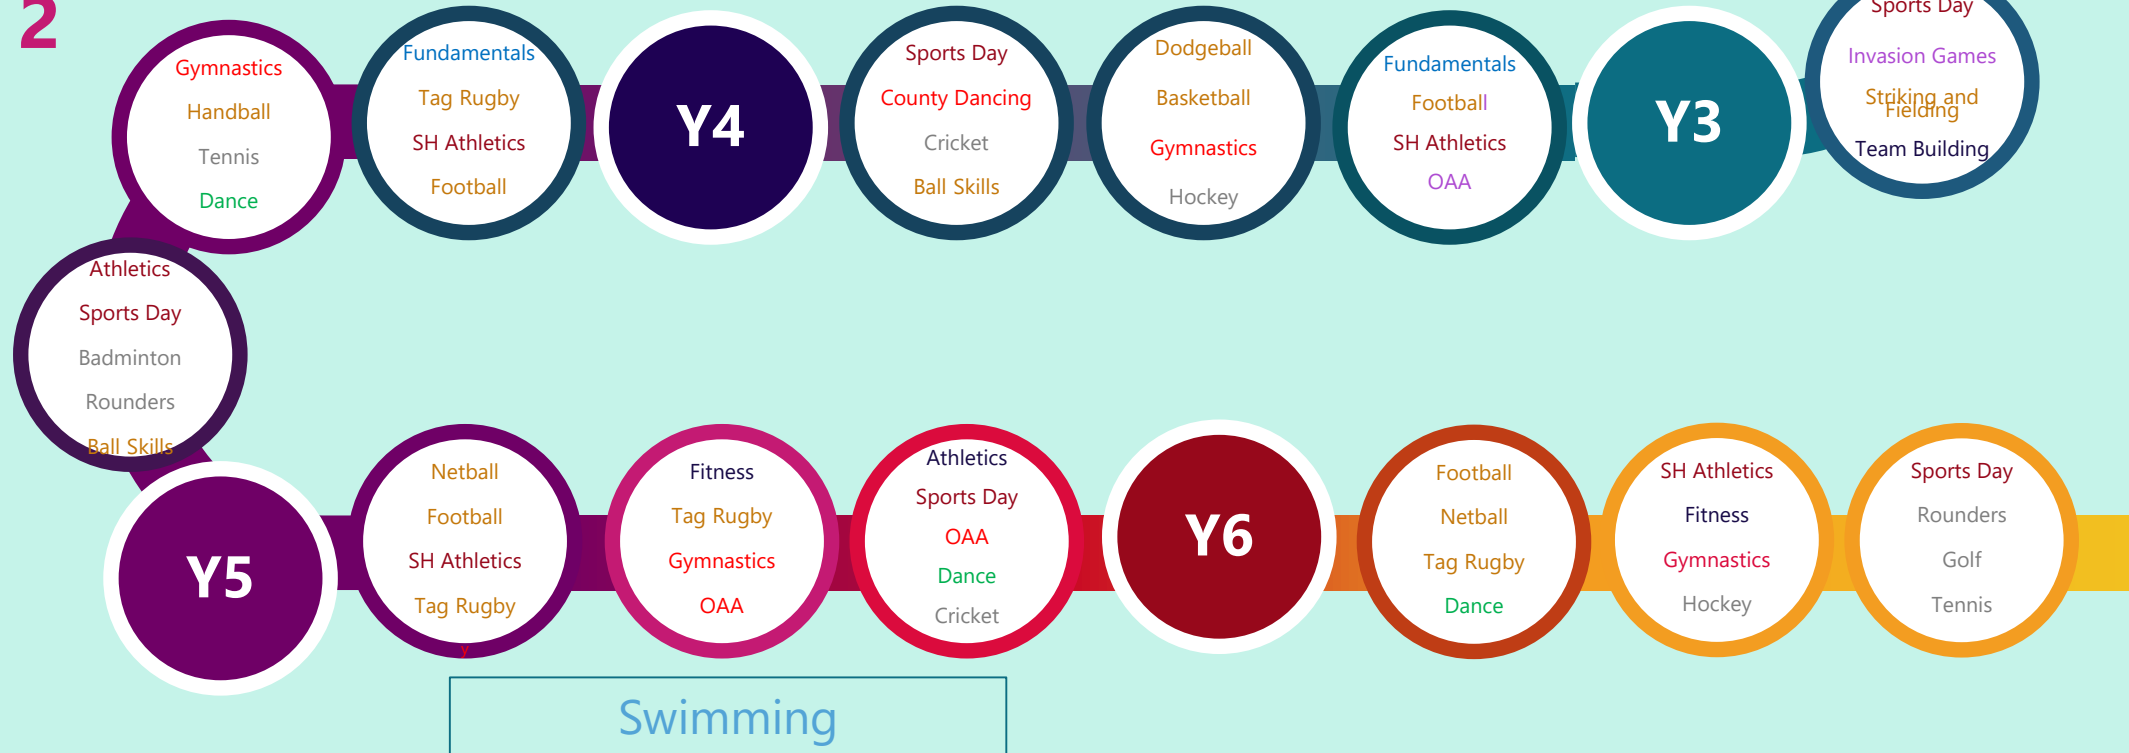 2
Gymnastics
Handball
Tennis
Dance
Fundamentals
Tag Rugby
SH Athletics
Football
Y4
Sports Day
County Dancing
Cricket
Ball Skills
Dodgeball
Basketball
Gymnastics
Hockey
Fundamentals
Football
SH Athletics
OAA
Y3
Sports Day
Invasion Games
Striking and
Fielding
Team Building
Athletics
Sports Day
Badminton
Rounders
Ball Skills
Y5
Netball
Football
SH Athletics
Tag Rugby
y
Fitness
Tag Rugby
Gymnastics
OAA
Athletics
Sports Day
OAA
Dance
Cricket
Y6
Football
Netball
Tag Rugby
Dance
SH Athletics
Fitness
Gymnastics
Hockey
Sports Day
Rounders
Golf
Tennis
Swimming